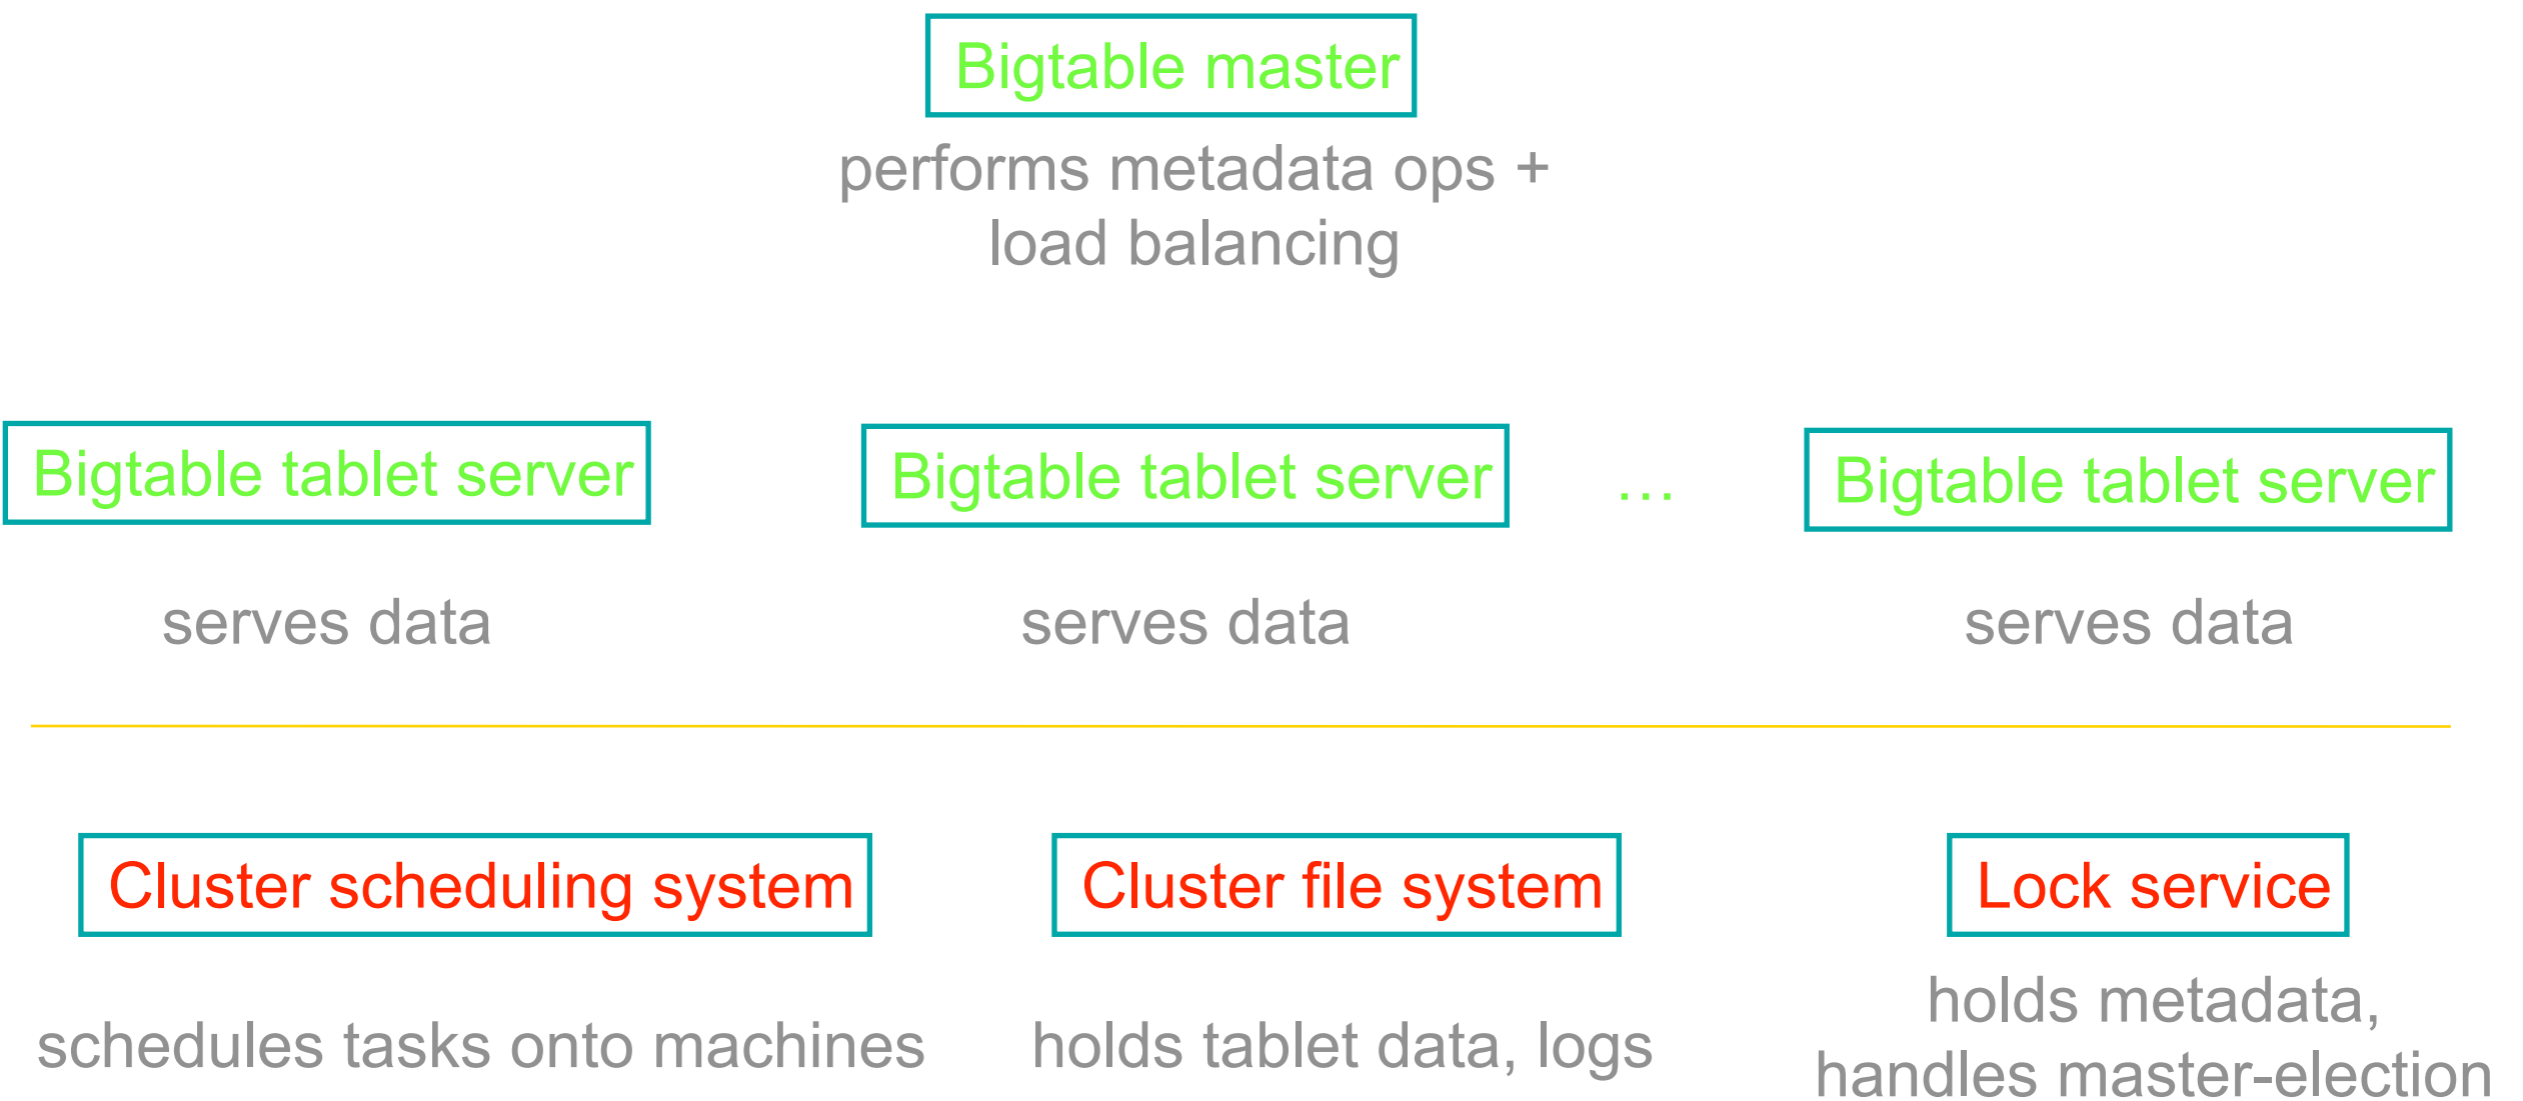 Bigtable master
performs metadata ops +
load balancing
Bigtable tablet server
Bigtable tablet server
…
Bigtable tablet server
serves data
serves data
serves data
Cluster scheduling system
Cluster file system
Lock service
schedules tasks onto machines
holds tablet data, logs
holds metadata,
handles master-election